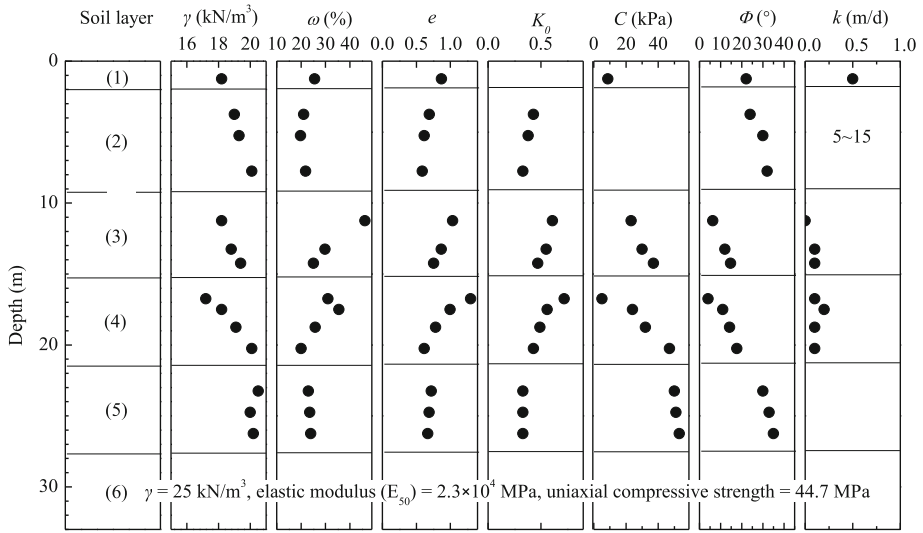 Soil layer γ (kN/m³) ω (%) e K₀ C (kPa) Φ (°) k (m/d)
16 18 20 20 30 40 0.0 0.5 1.0 0.0 0.5 0 20 40 0 10 20 30 40 0.0 0.5 1.0
0
(1)
(2) 5~15
10
(3)
(4)
20
(5)
(6) γ = 25 kN/m³, elastic modulus (E₅₀) = 2.3×10⁴ MPa, uniaxial compressive strength = 44.7 MPa
30
Depth (m)